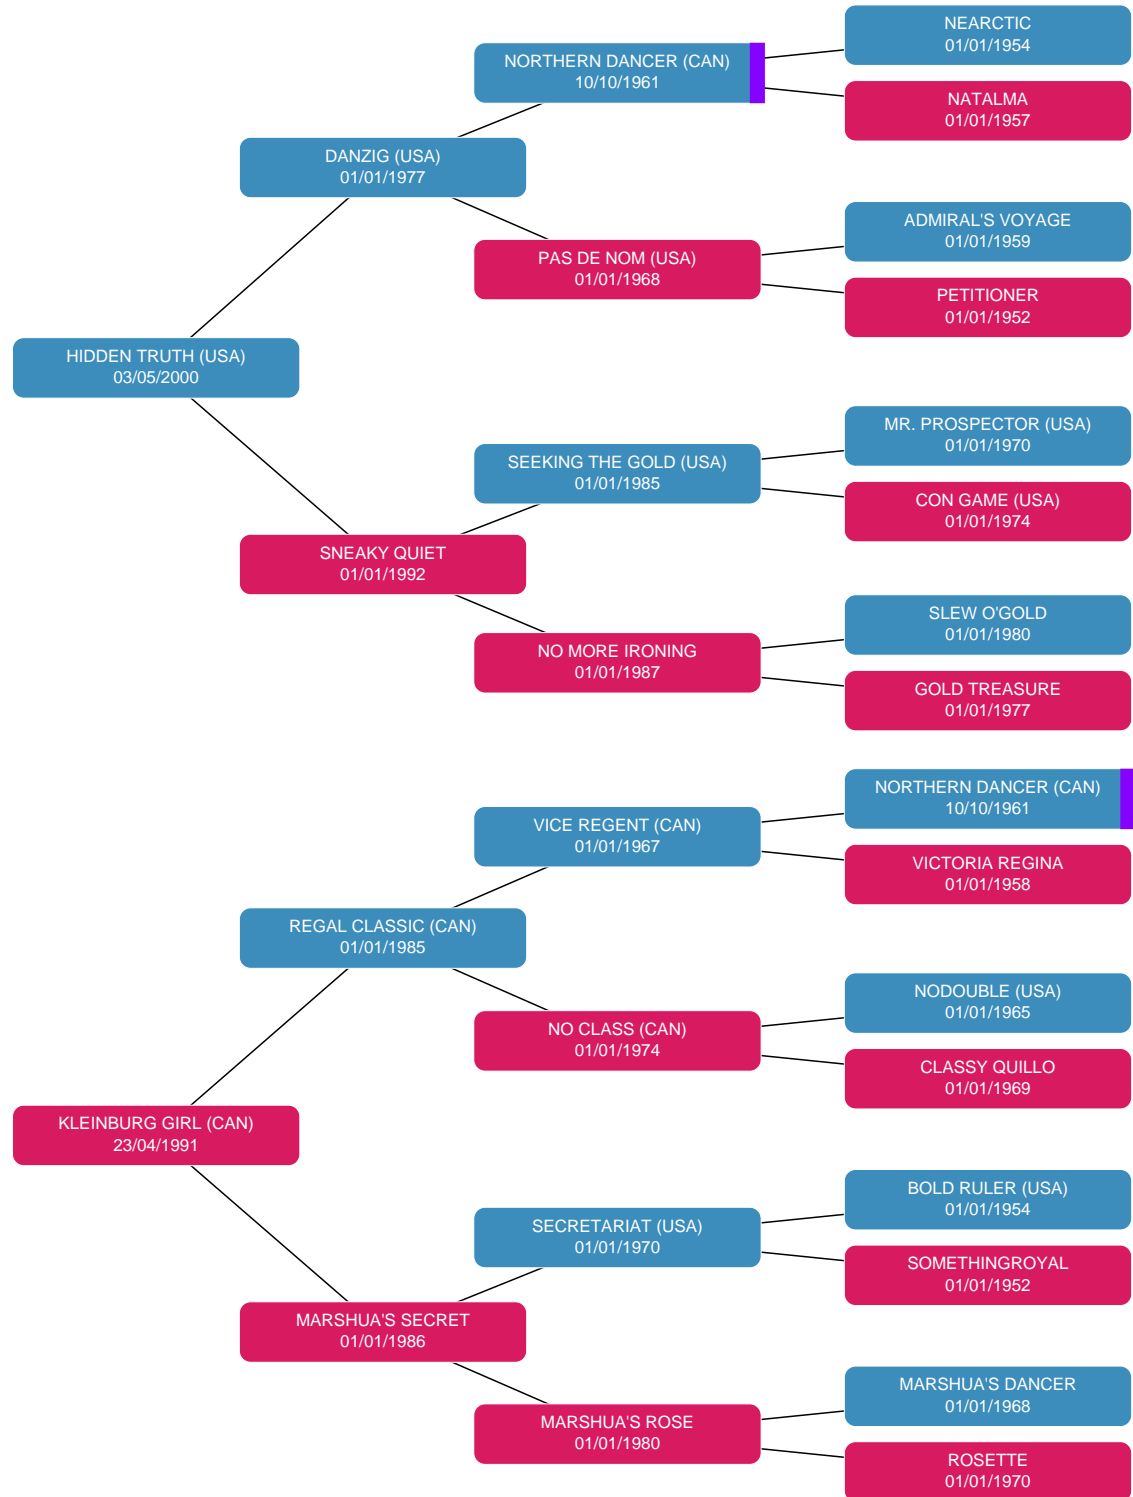 NEARCTIC
01/01/1954
NORTHERN DANCER (CAN)
10/10/1961
NATALMA
01/01/1957
DANZIG (USA)
01/01/1977
ADMIRAL'S VOYAGE
01/01/1959
PAS DE NOM (USA)
01/01/1968
PETITIONER
01/01/1952
HIDDEN TRUTH (USA)
03/05/2000
MR. PROSPECTOR (USA)
01/01/1970
SEEKING THE GOLD (USA)
01/01/1985
CON GAME (USA)
01/01/1974
SNEAKY QUIET
01/01/1992
SLEW O'GOLD
01/01/1980
NO MORE IRONING
01/01/1987
GOLD TREASURE
01/01/1977
NORTHERN DANCER (CAN)
10/10/1961
VICE REGENT (CAN)
01/01/1967
VICTORIA REGINA
01/01/1958
REGAL CLASSIC (CAN)
01/01/1985
NODOUBLE (USA)
01/01/1965
NO CLASS (CAN)
01/01/1974
CLASSY QUILLO
01/01/1969
KLEINBURG GIRL (CAN)
23/04/1991
BOLD RULER (USA)
01/01/1954
SECRETARIAT (USA)
01/01/1970
SOMETHINGROYAL
01/01/1952
MARSHUA'S SECRET
01/01/1986
MARSHUA'S DANCER
01/01/1968
MARSHUA'S ROSE
01/01/1980
ROSETTE
01/01/1970